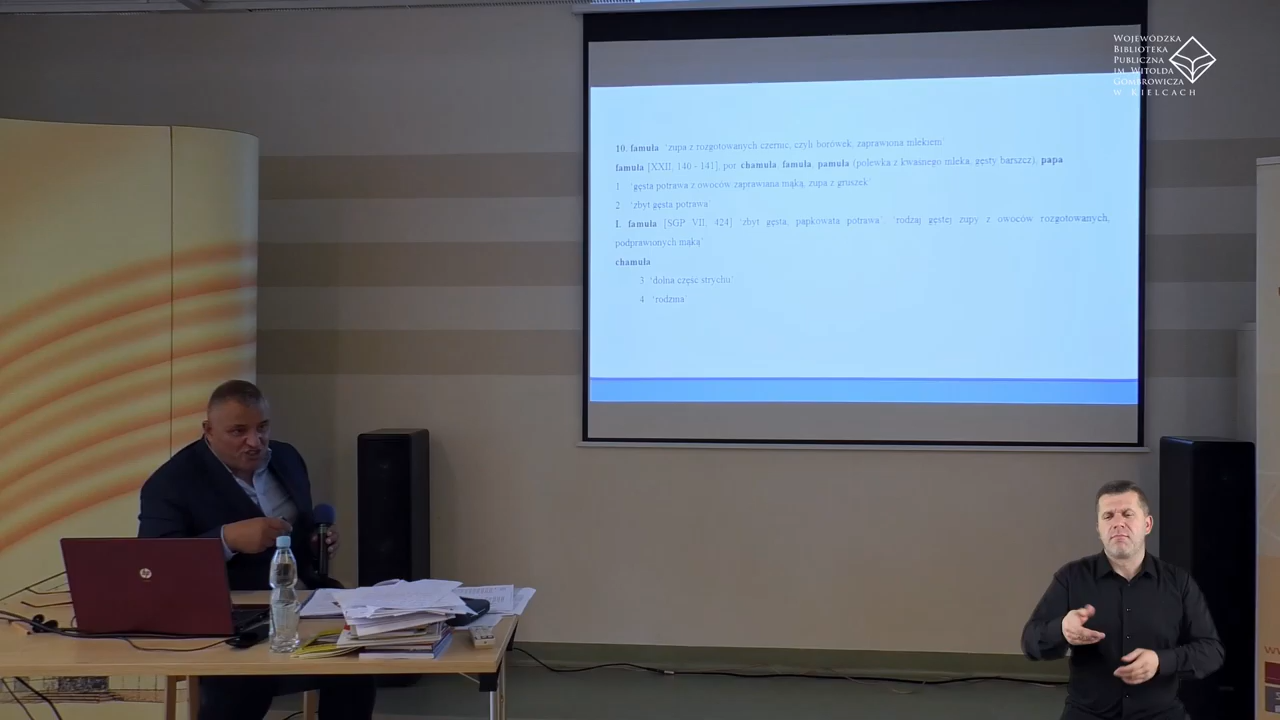 WOJEWÓDZKA
BIBLIOTEKA
PUBLICZNA
IM. WITOLDA
GOMBROWICZA
W KIELCACH
10. famuła 'zupa z rozgotowanych czernic, czyli borówek, zaprawiona mlekiem'
famuła [XXII, 140 - 141], por. chamuła, famuła, pamuła (polewka z kwasnego mleka, gęsty barszcz), papa
1 'gęsta potrawa z owoców zaprawiana mąką, zupa z gruszek'
2 'zbyt gęsta potrawa'
I. famuła [SGP VII, 424] 'zbyt gęsta, papkowata potrawa', 'rodzaj gęstej zupy z owoców rozgotowanych,
podprawionych mąką'
chamuła
3 'dolna część strychu'
4 'rodzina
hp